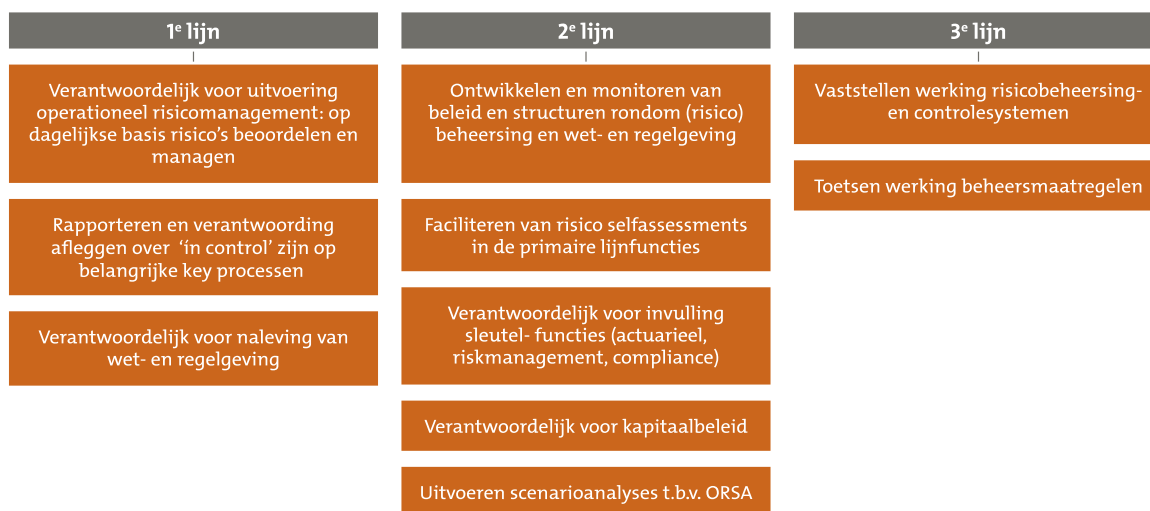 1e lijn
Verantwoordelijk voor uitvoering
operationeel risicomanagement: op
dagelijkse basis risico's beoordelen en
managen
Rapporteren en verantwoording
afleggen over ‘in control’ zijn op
belangrijke key processen
Verantwoordelijk voor naleving van
wet- en regelgeving
2e lijn
Ontwikkelen en monitoren van
beleid en structuren rondom (risico)
beheersing en wet- en regelgeving
Faciliteren van risico selfassessments
in de primaire lijnfuncties
Verantwoordelijk voor invulling
sleutel- functies (actuarieel,
riskmanagement, compliance)
Verantwoordelijk voor kapitaalbeleid
Uitvoeren scenarioanalyses t.b.v. ORSA
3e lijn
Vaststellen werking risicobeheersing-
en controlesystemen
Toetsen werking beheersmaatregelen